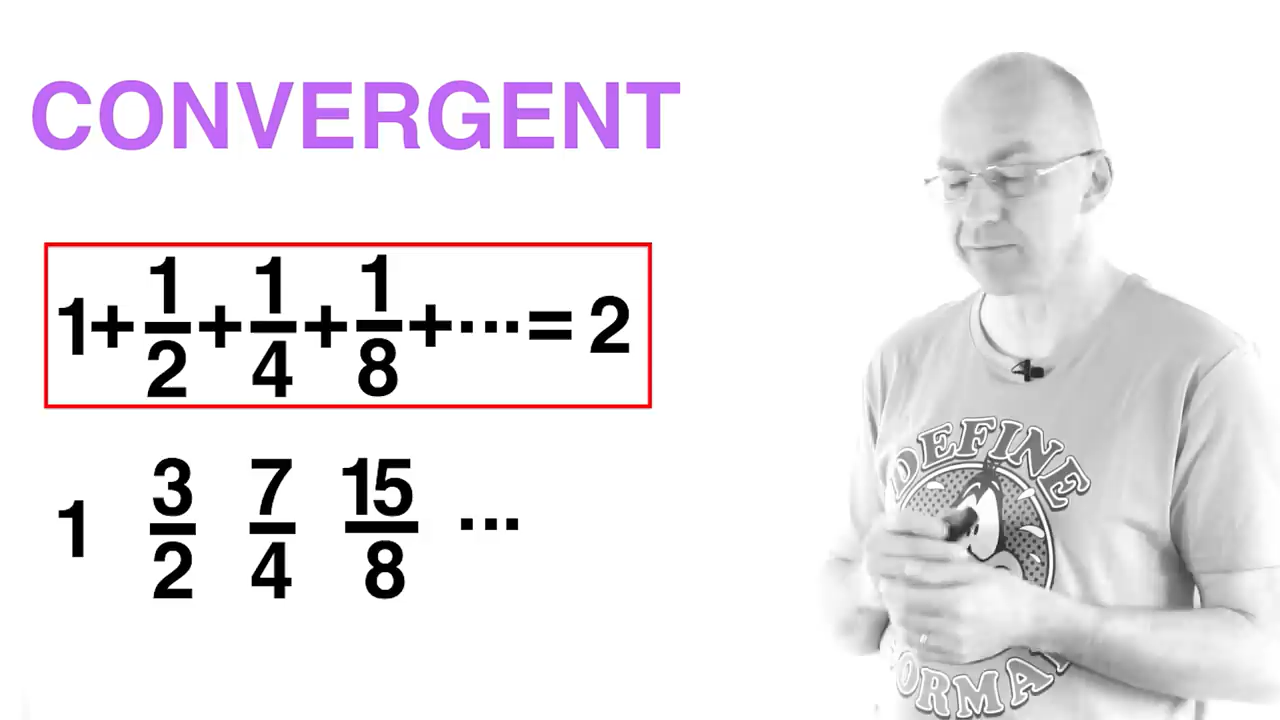 CONVERGENT
1+1/2+1/4+1/8+···=2
1 3/2 7/4 15/8 ···
DEFINE